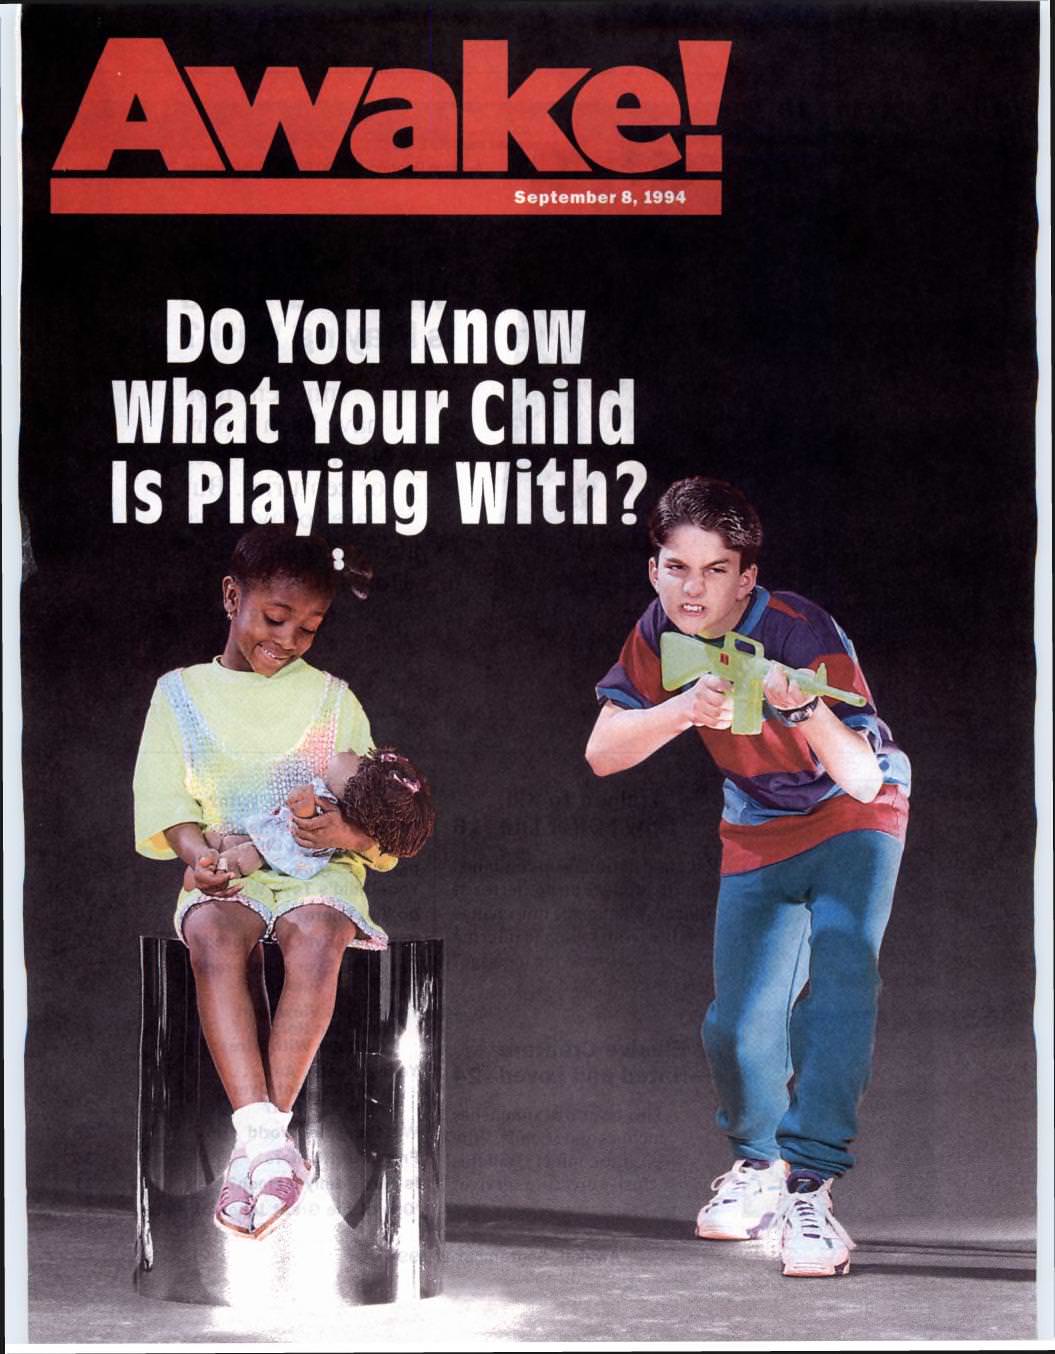 Awake!
September 8, 1994
Do You Know
What Your Child
Is Playing With?